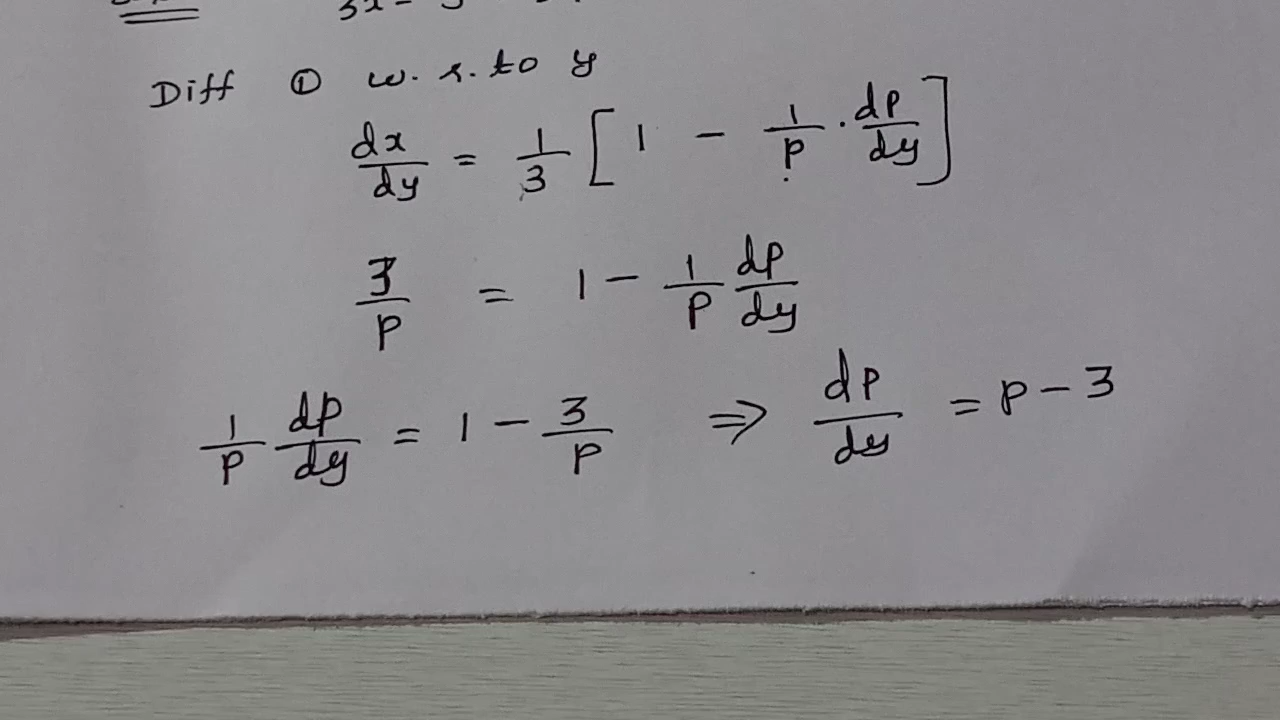 3x =
Diff ① w.r.to y
dx/dy = 1/3 [ 1 - 1/p . dp/dy ]
3/p = 1 - 1/p dp/dy
1/p dp/dy = 1 - 3/p ⇒ dp/dy = p - 3